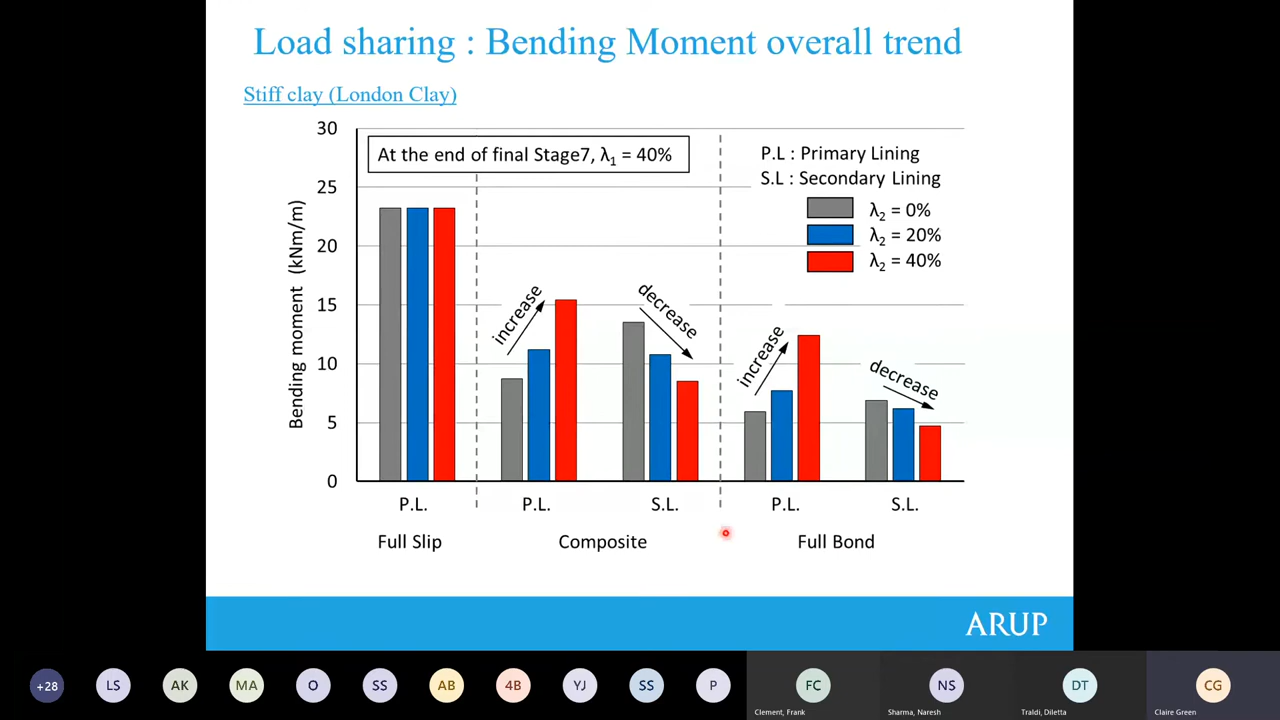 Load sharing : Bending Moment overall trend
Stiff clay (London Clay)
At the end of final Stage7, λ₁ = 40%
P.L : Primary Lining
S.L : Secondary Lining
λ₂ = 0%
λ₂ = 20%
λ₂ = 40%
Bending moment (kNm/m)
30
25
20
15
10
5
0
increase
decrease
increase
decrease
P.L.
P.L.
S.L.
P.L.
S.L.
Full Slip
Composite
Full Bond
ARUP
+28
LS
AK
MA
O
SS
AB
4B
YJ
SS
P
FC
NS
DT
CG
Clement, Frank
Sharma, Naresh
Traldi, Diletta
Claire Green